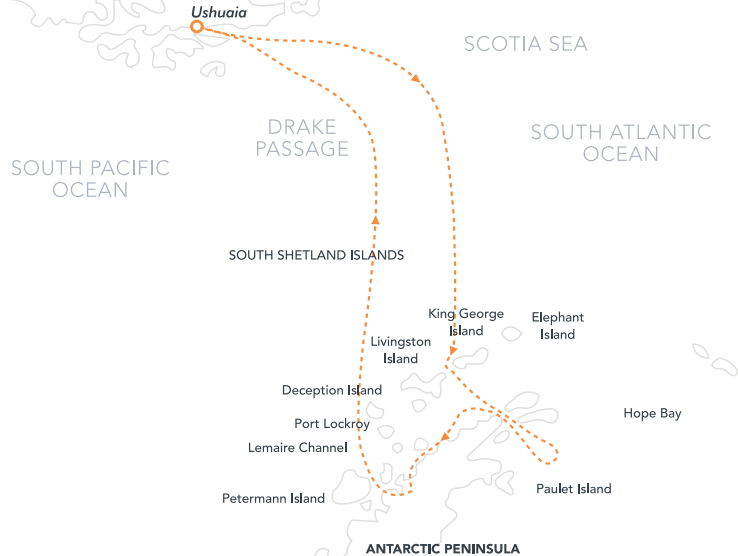 Ushuaia
SCOTIA SEA
DRAKE
PASSAGE
SOUTH ATLANTIC
OCEAN
SOUTH PACIFIC
OCEAN
SOUTH SHETLAND ISLANDS
King George
Island
Elephant
Island
Livingston
Island
Deception Island
Hope Bay
Port Lockroy
Lemaire Channel
Paulet Island
Petermann Island
ANTARCTIC PENINSULA